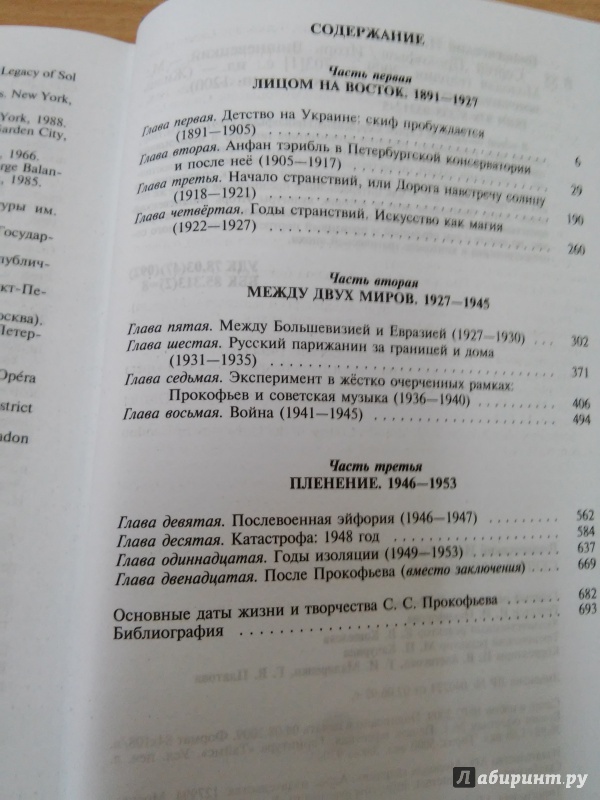 Legacy of Sol
s. New York,
York, 1988.
Garden City,
, 1966.
rge Balan-
, 1985.
уры им.
Государ-
публич-
кт-Пе-
осква).
Петер-
Opéra
strict
ndon
СОДЕРЖАНИЕ
Часть первая
ЛИЦОМ НА ВОСТОК. 1891—1927
Глава первая. Детство на Украине: скиф пробуждается
(1891—1905) 6
Глава вторая. Анфан тэрибль в Петербургской консерватории
и после неё (1905—1917) 29
Глава третья. Начало странствий, или Дорога навстречу солнцу
(1918—1921) 190
Глава четвёртая. Годы странствий. Искусство как магия
(1922—1927) 260
Часть вторая
МЕЖДУ ДВУХ МИРОВ. 1927—1945
Глава пятая. Между Большевизией и Евразией (1927—1930) 302
Глава шестая. Русский парижанин за границей и дома
(1931—1935) 371
Глава седьмая. Эксперимент в жёстко очерченных рамках:
Прокофьев и советская музыка (1936—1940) 406
Глава восьмая. Война (1941—1945) 494
Часть третья
ПЛЕНЕНИЕ. 1946—1953
Глава девятая. Послевоенная эйфория (1946—1947) 562
Глава десятая. Катастрофа: 1948 год 584
Глава одиннадцатая. Годы изоляции (1949—1953) 637
Глава двенадцатая. После Прокофьева (вместо заключения) 669
Основные даты жизни и творчества С. С. Прокофьева 682
Библиография 693
Лабиринт.ру